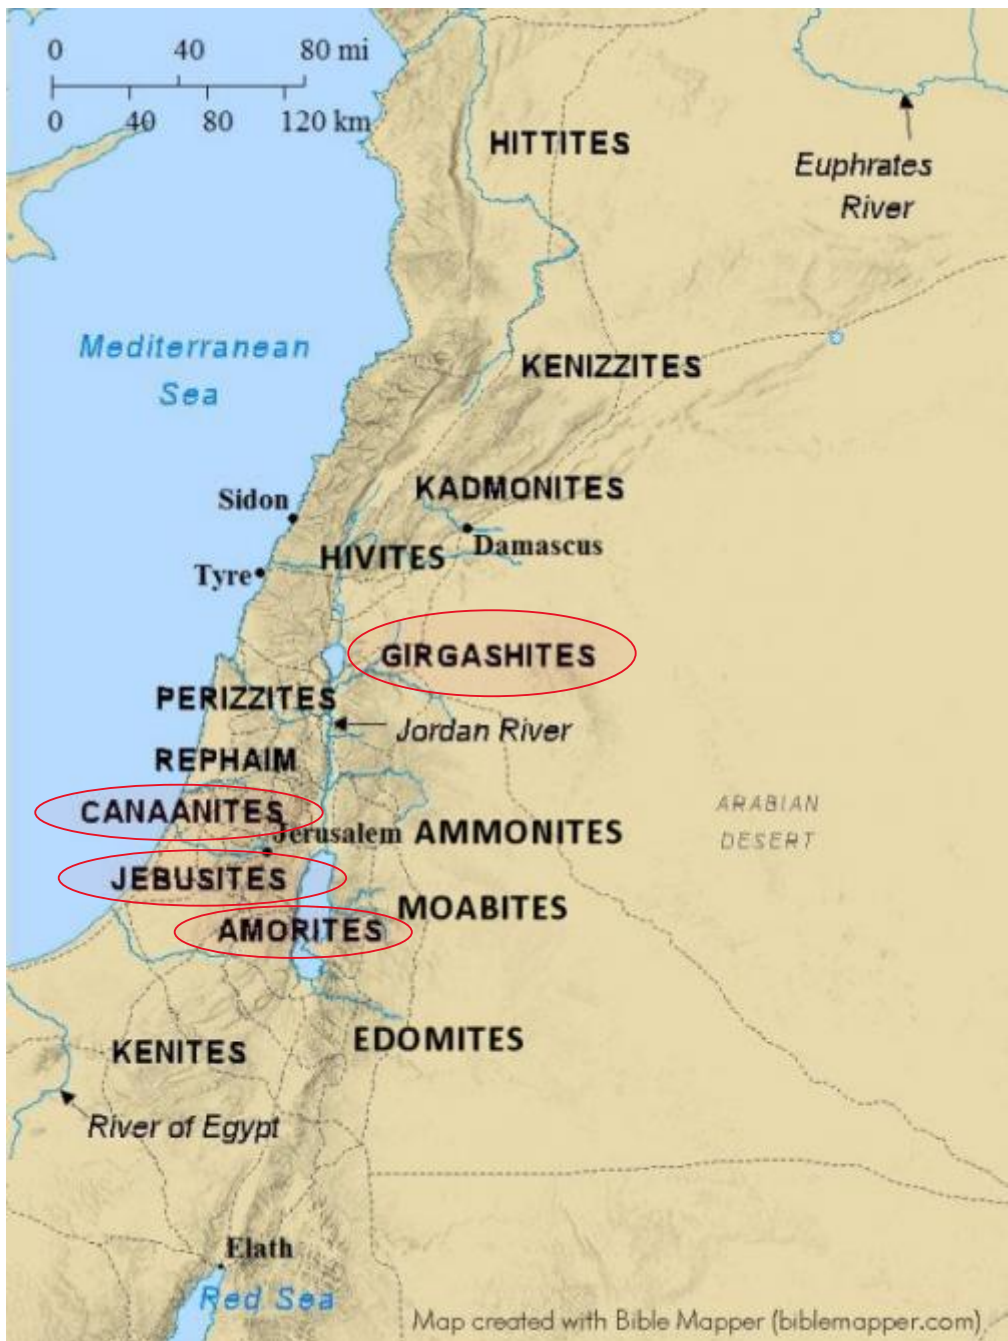 0 40 80 mi
0 40 80 120 km
HITTITES
Euphrates
River
Mediterranean
Sea
KENIZZITES
KADMONITES
Sidon
Damascus
HIVITES
Tyre
GIRGASHITES
PERIZZITES
Jordan River
REPHAIM
CANAANITES
ARABIAN
DESERT
Jerusalem
AMMONITES
JEBUSITES
MOABITES
AMORITES
EDOMITES
KENITES
River of Egypt
Elath
Red Sea
Map created with Bible Mapper (biblemapper.com)